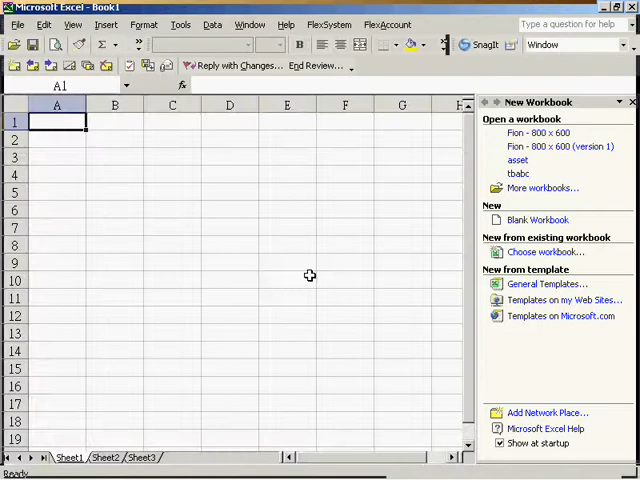 Microsoft Excel - Book1
File Edit View Insert Format Tools Data Window Help FlexSystem FlexAccount Type a question for help
Σ B SnagIt Window
Reply with Changes... End Review...
A1 fx
A B C D E F G H
1
2
3
4
5
6
7
8
9
10
11
12
13
14
15
16
17
18
19
New Workbook
Open a workbook
Fion - 800 x 600
Fion - 800 x 600 (version 1)
asset
tbabc
More workbooks...
New
Blank Workbook
New from existing workbook
Choose workbook...
New from template
General Templates...
Templates on my Web Sites...
Templates on Microsoft.com
Add Network Place...
Microsoft Excel Help
Show at startup
Sheet1 Sheet2 Sheet3
Ready